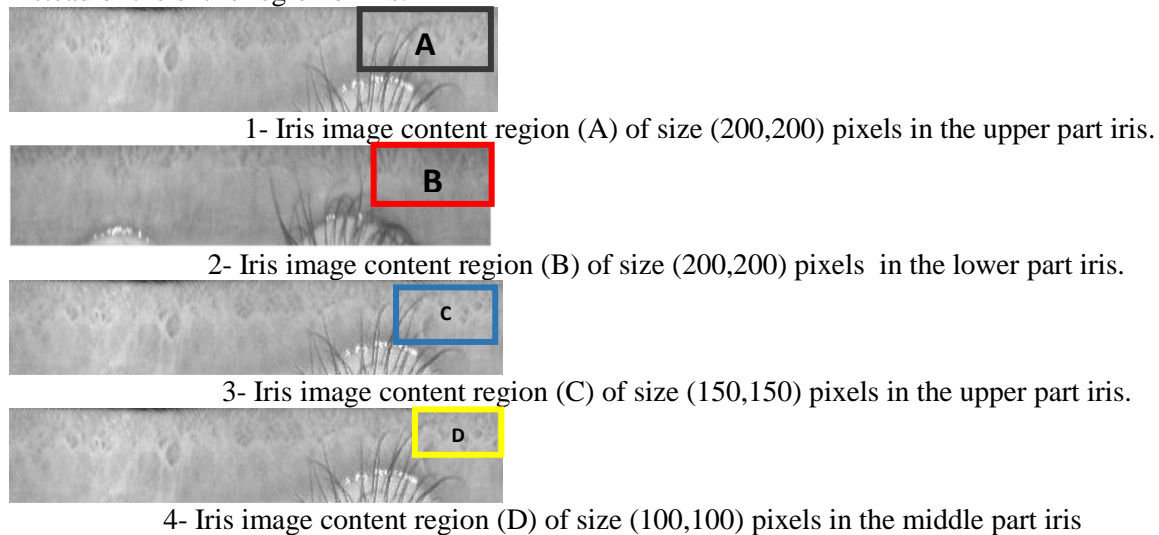 A
1- Iris image content region (A) of size (200,200) pixels in the upper part iris.
B
2- Iris image content region (B) of size (200,200) pixels in the lower part iris.
C
3- Iris image content region (C) of size (150,150) pixels in the upper part iris.
D
4- Iris image content region (D) of size (100,100) pixels in the middle part iris